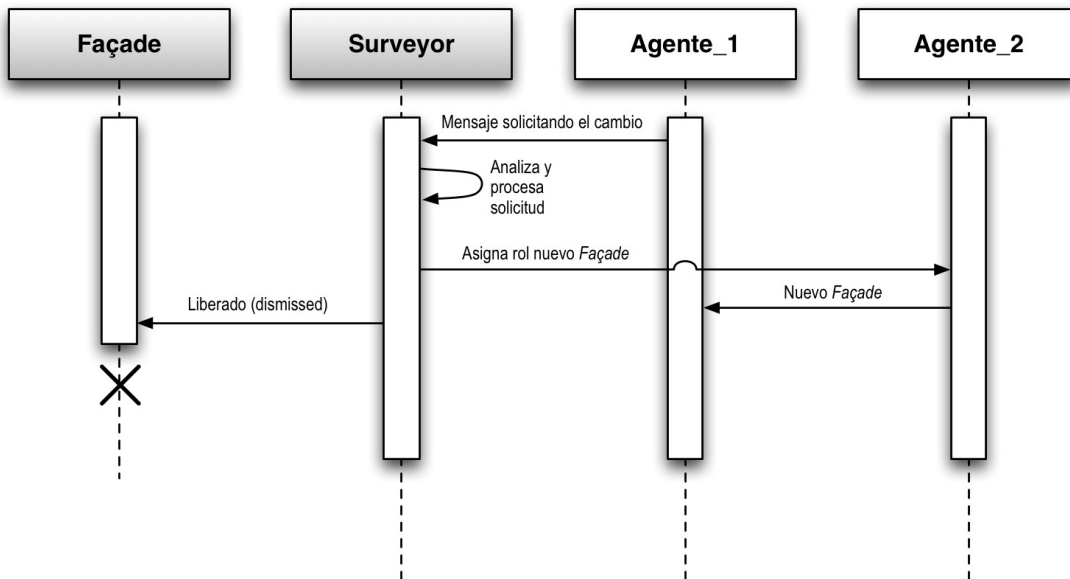 Façade
Surveyor
Agente_1
Agente_2
Mensaje solicitando el cambio
Analiza y
procesa
solicitud
Asigna rol nuevo Façade
Nuevo Façade
Liberado (dismissed)